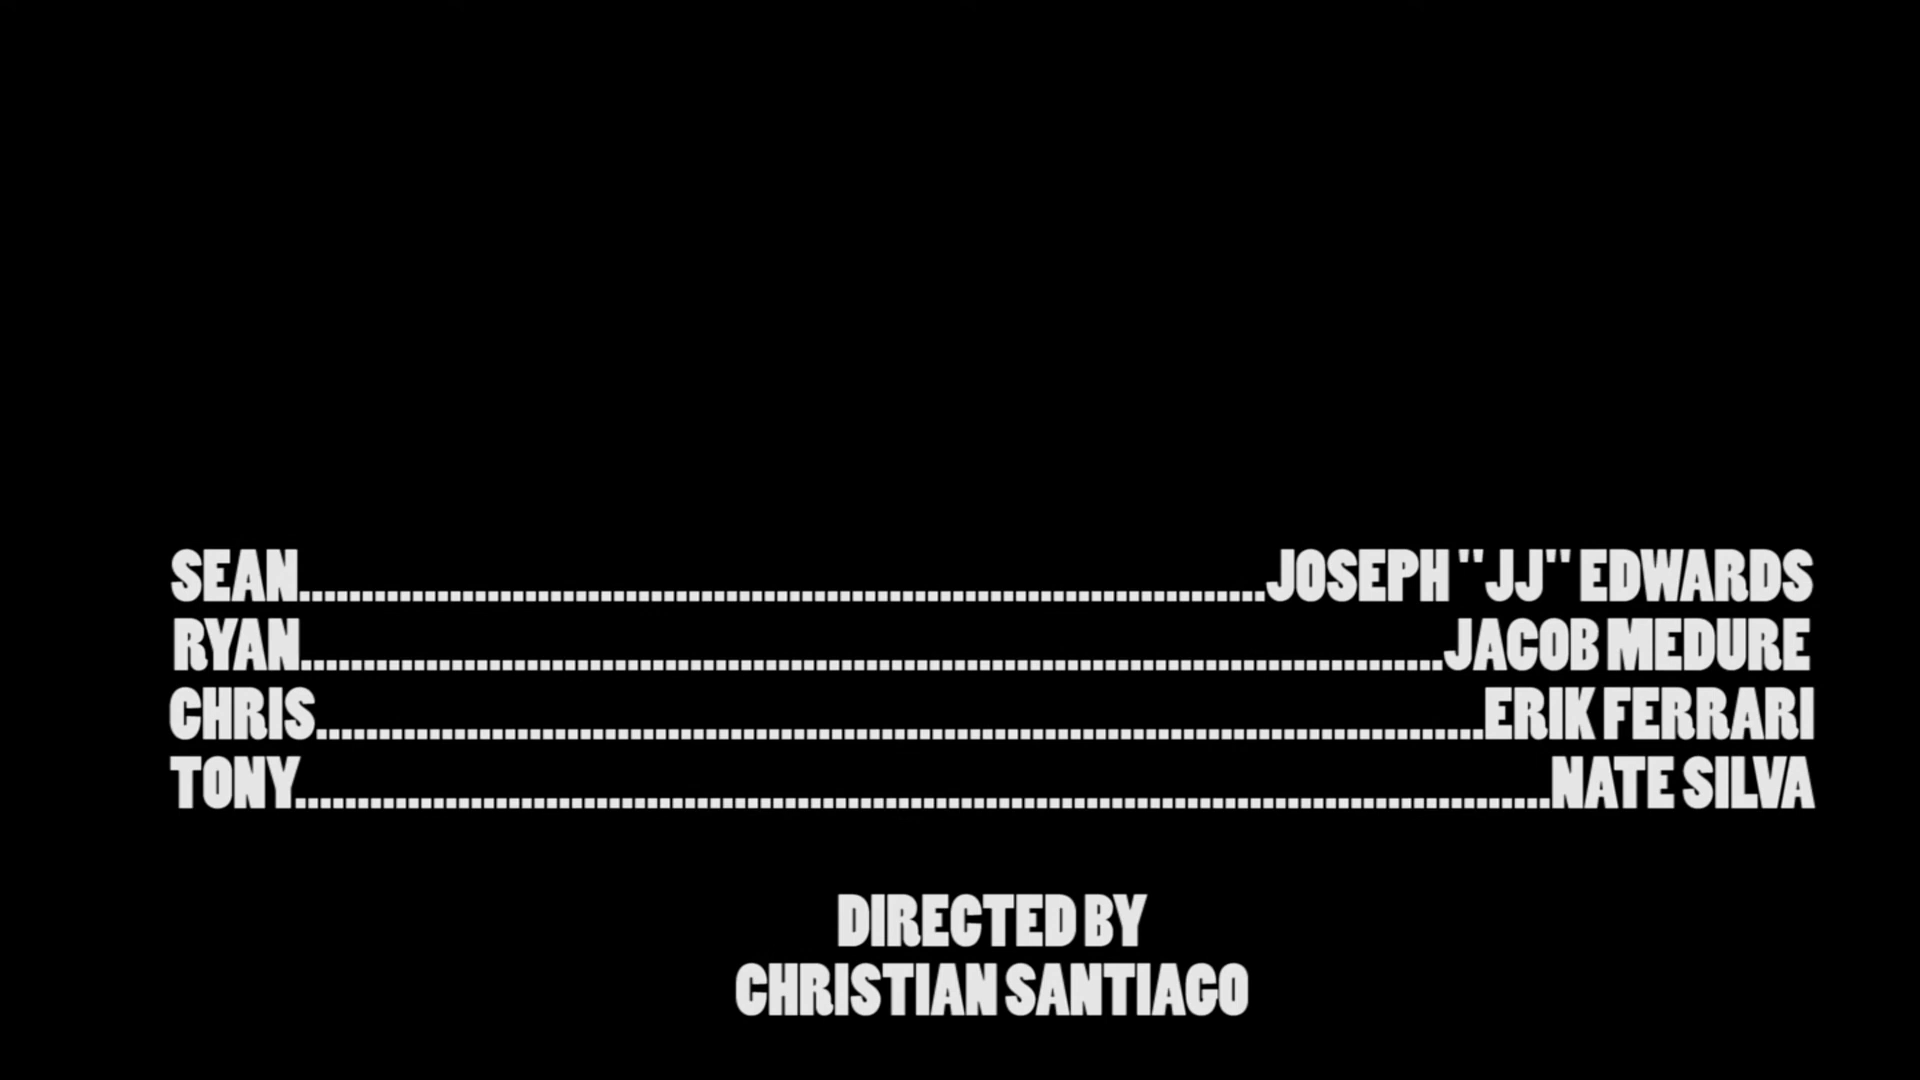 SEAN.............................................................................JOSEPH "JJ" EDWARDS
RYAN...........................................................................................JACOB MEDURE
CHRIS.............................................................................................ERIK FERRARI
TONY....................................................................................................NATE SILVA
DIRECTED BY
CHRISTIAN SANTIAGO